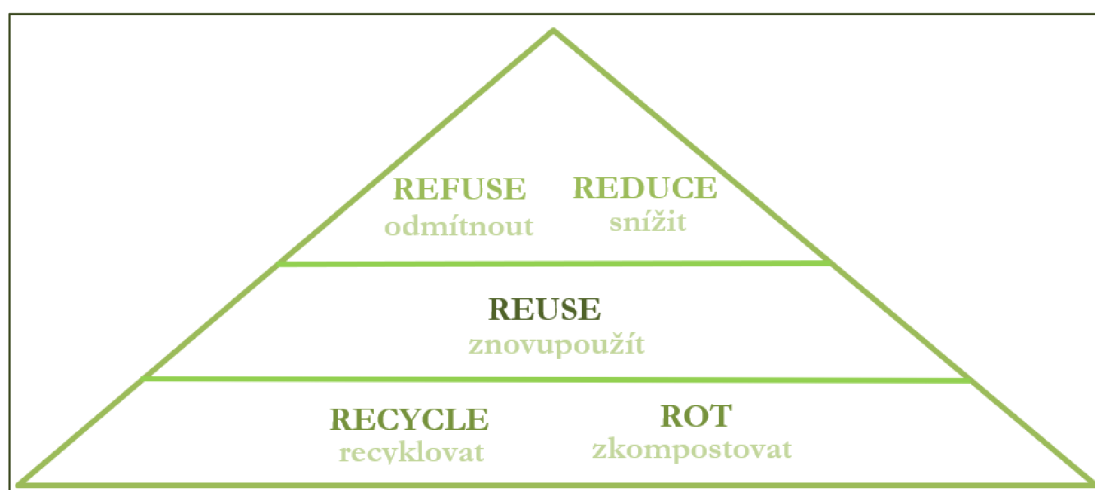 REFUSE REDUCE
odmítnout snížit
REUSE
znovupoužít
RECYCLE ROT
recyklovat zkompostovat